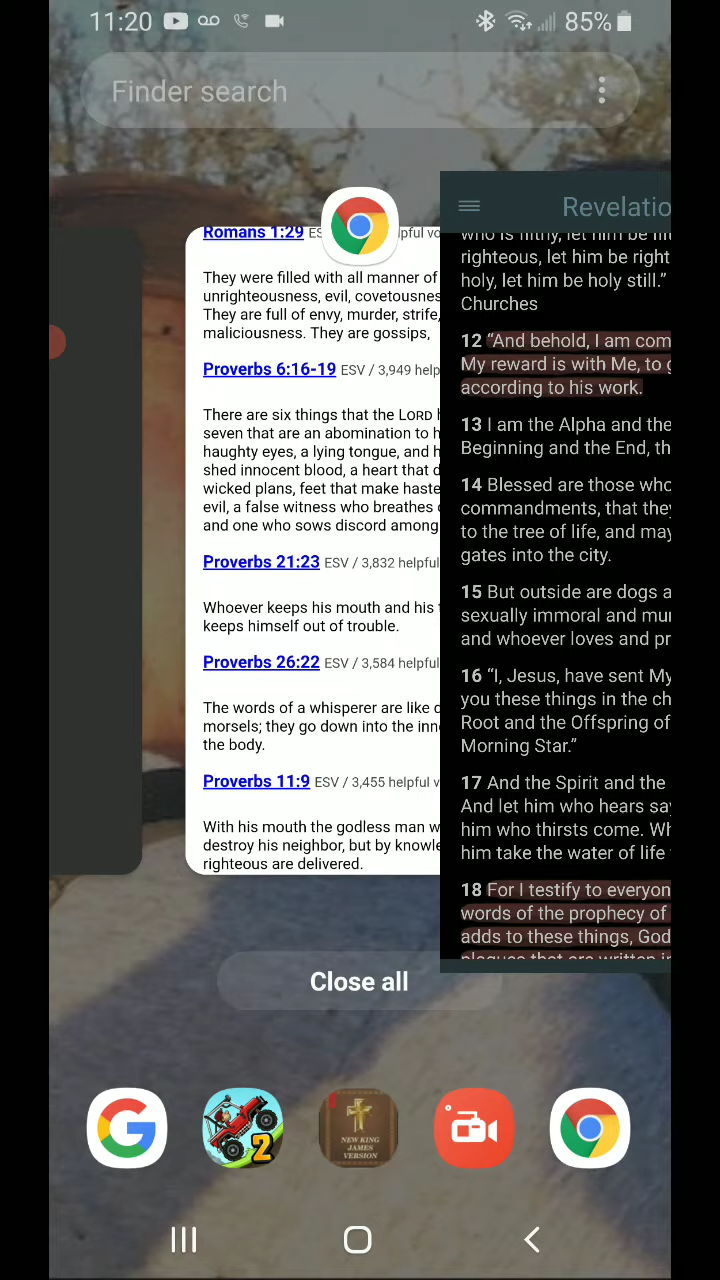 11:20
85%
Finder search
Romans 1:29 ES
They were filled with all manner of
unrighteousness, evil, covetousnes
They are full of envy, murder, strife,
maliciousness. They are gossips,
Proverbs 6:16-19 ESV / 3,949 help
There are six things that the LORD
seven that are an abomination to h
haughty eyes, a lying tongue, and h
shed innocent blood, a heart that d
wicked plans, feet that make haste
evil, a false witness who breathes
and one who sows discord among
Proverbs 21:23 ESV / 3,832 helpful
Whoever keeps his mouth and his
keeps himself out of trouble.
Proverbs 26:22 ESV / 3,584 helpful
The words of a whisperer are like d
morsels; they go down into the inn
the body.
Proverbs 11:9 ESV / 3,455 helpful v
With his mouth the godless man w
destroy his neighbor, but by knowle
righteous are delivered.
Revelatio
who is filthy, let him be filt
righteous, let him be right
holy, let him be holy still.”
Churches
12 “And behold, I am com
My reward is with Me, to g
according to his work.
13 I am the Alpha and the
Beginning and the End, th
14 Blessed are those who
commandments, that they
to the tree of life, and may
gates into the city.
15 But outside are dogs a
sexually immoral and mur
and whoever loves and pr
16 “I, Jesus, have sent My
you these things in the ch
Root and the Offspring of
Morning Star.”
17 And the Spirit and the
And let him who hears say
him who thirsts come. Wh
him take the water of life
18 For I testify to everyon
words of the prophecy of
adds to these things, God
plagues that are written in
Close all
2
NEW KING
JAMES
VERSION